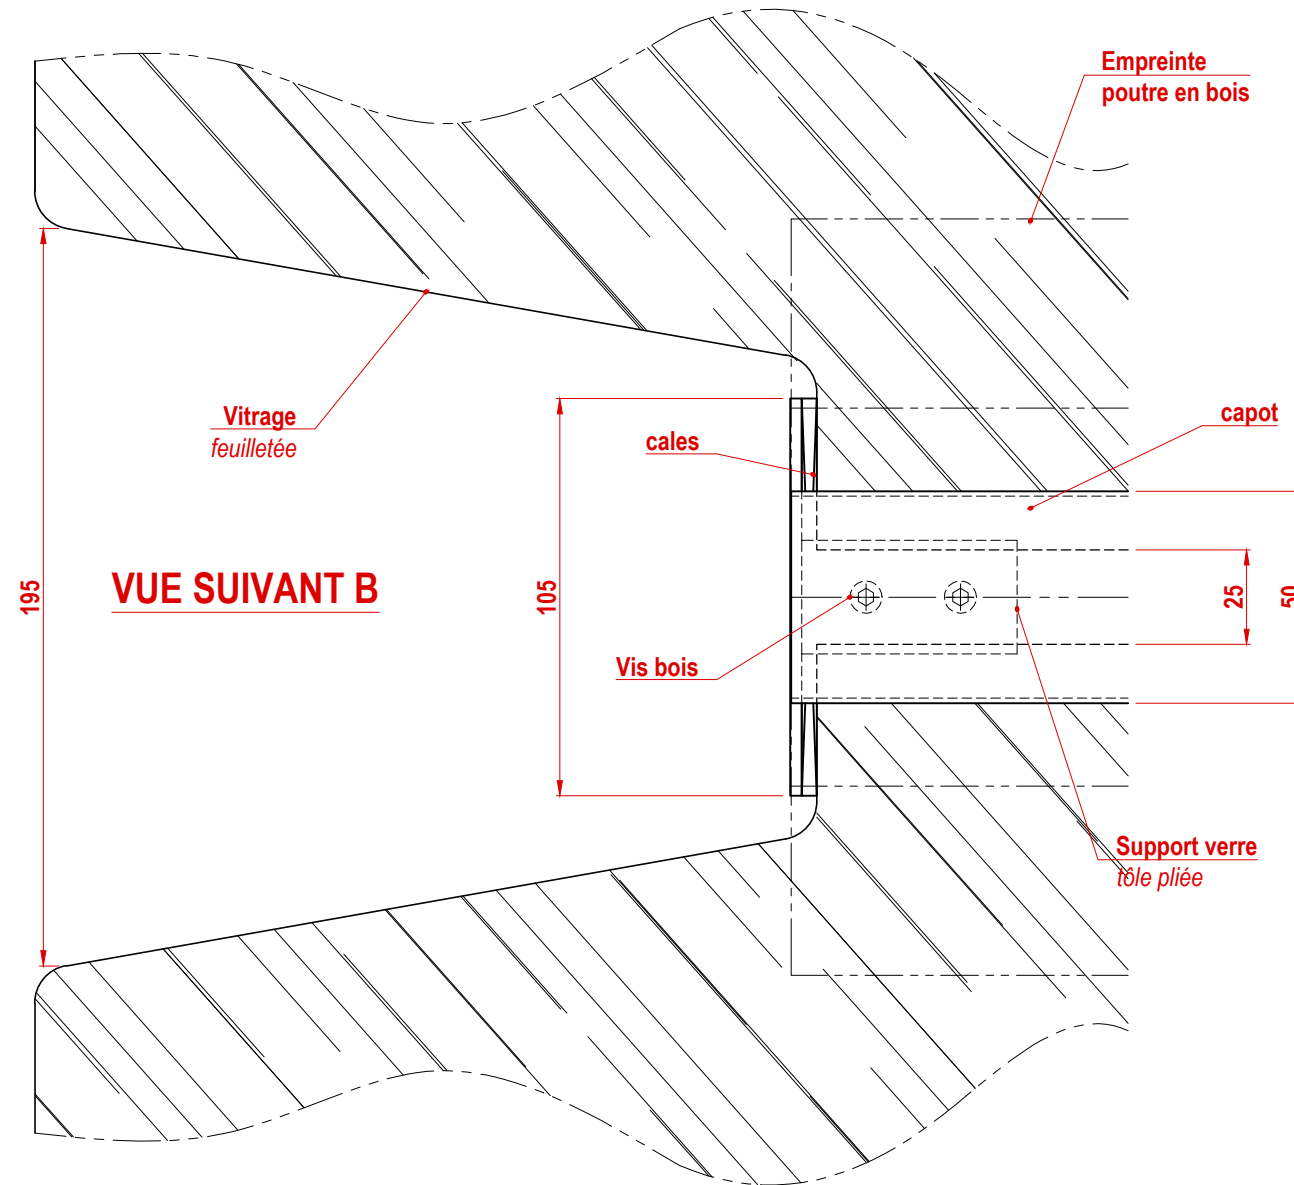 Empreinte
poutre en bois
Vitrage
feuilletée
cales
capot
195
VUE SUIVANT B
105
25
50
Vis bois
Support verre
tôle pliée